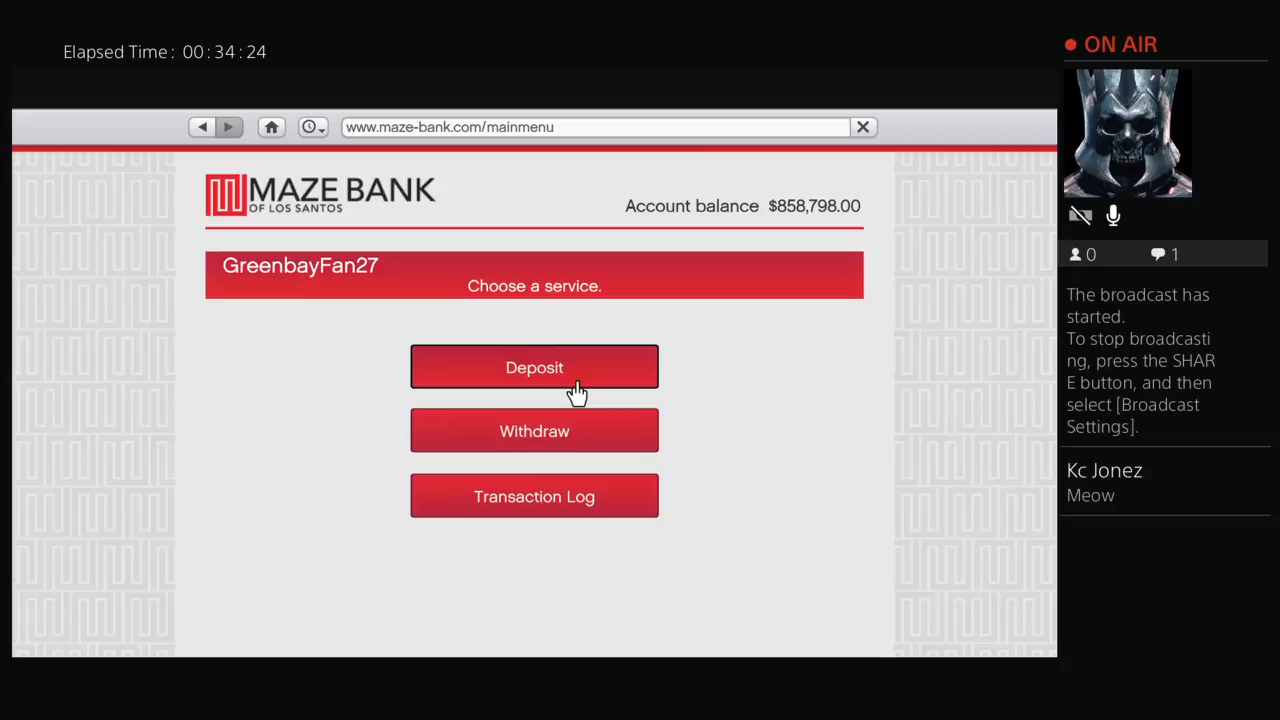 Elapsed Time: 00:34:24
ON AIR
www.maze-bank.com/mainmenu
MAZE BANK
OF LOS SANTOS
Account balance $858,798.00
GreenbayFan27
Choose a service.
Deposit
Withdraw
Transaction Log
0 1
The broadcast has
started.
To stop broadcasti
ng, press the SHAR
E button, and then
select [Broadcast
Settings].
Kc Jonez
Meow